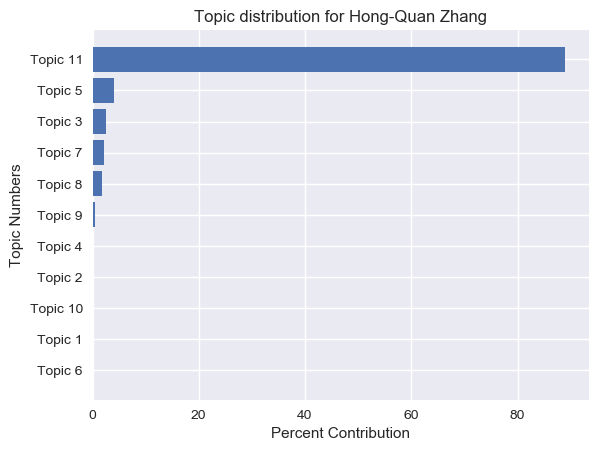 Topic distribution for Hong-Quan Zhang
Topic 11
Topic 5
Topic 3
Topic 7
Topic 8
Topic 9
Topic 4
Topic 2
Topic 10
Topic 1
Topic 6
Topic Numbers
0 20 40 60 80
Percent Contribution